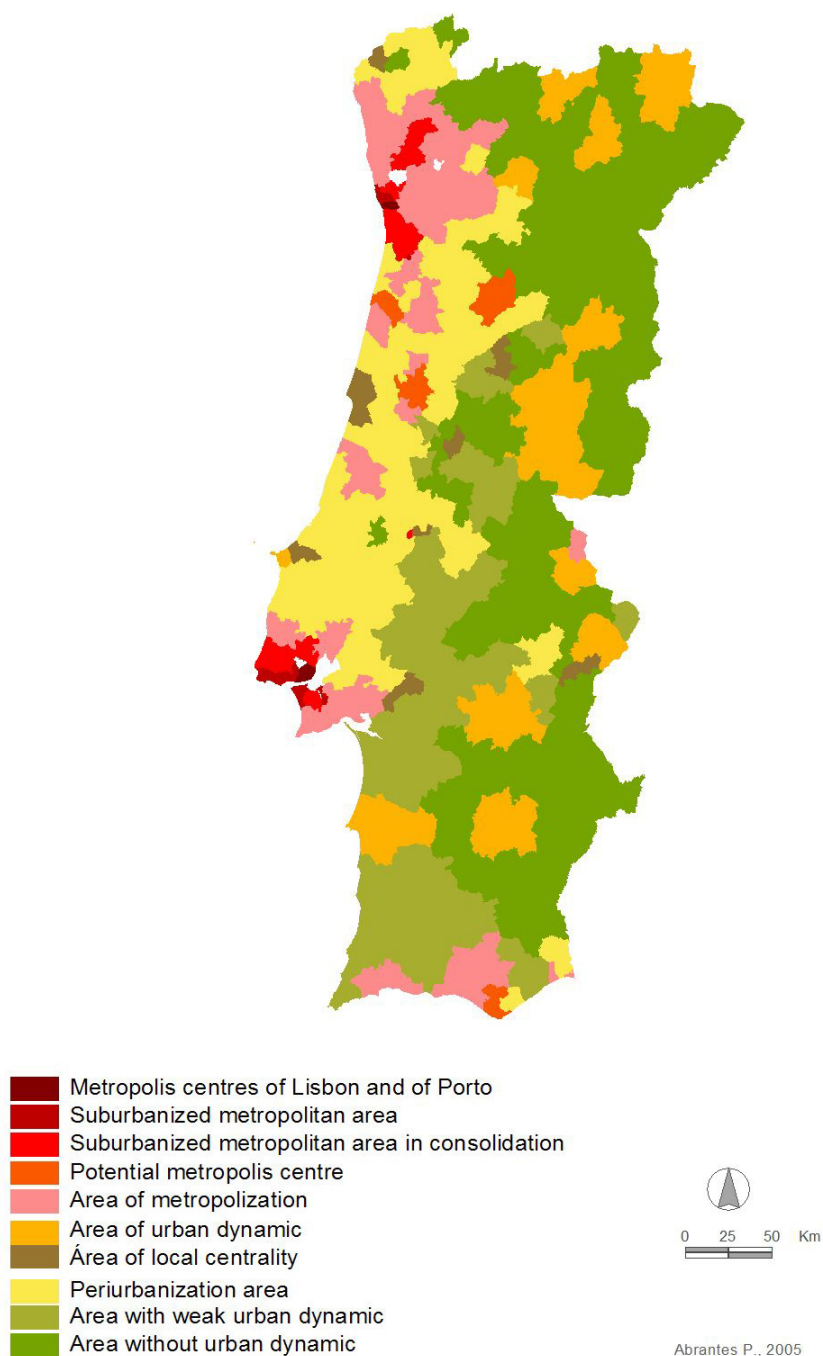 Metropolis centres of Lisbon and of Porto
Suburbanized metropolitan area
Suburbanized metropolitan area in consolidation
Potential metropolis centre
Area of metropolization
Area of urban dynamic
Área of local centrality
Periurbanization area
Area with weak urban dynamic
Area without urban dynamic
0 25 50 Km
Abrantes P., 2005